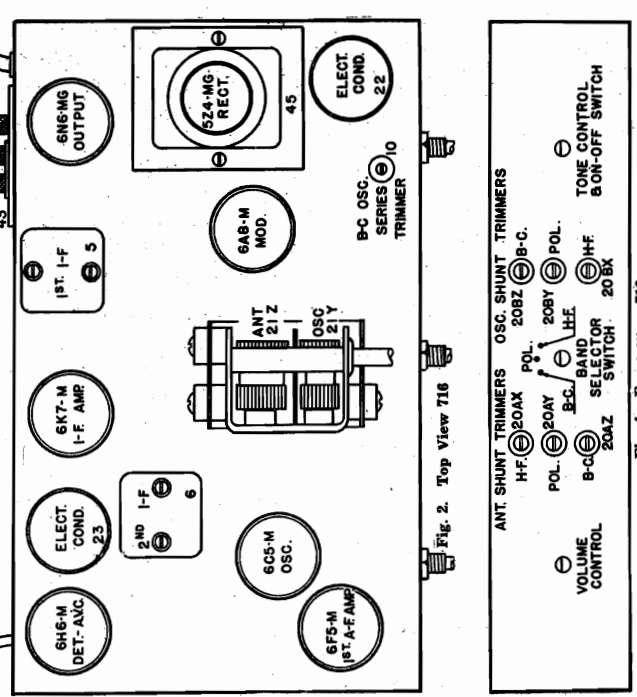 43
6N6-MG
OUTPUT
5Z4-MG
RECT.
45
ELECT.
COND.
22
1ST. I-F
5
6A8-M
MOD.
B-C OSC.
SERIES
TRIMMER
10
6K7-M
I-F. AMP.
ANT
21Z
OSC
21Y
ELECT.
COND.
23
2ND I-F
6
6H6-M
DET.-AVC.
6C5-M
OSC.
6F5-M
1ST. A-F. AMP.
Fig. 2. Top View 716
ANT. SHUNT TRIMMERS
OSC. SHUNT TRIMMERS
H-F. 20AX
20BZ B-C.
POL.
POL. 20AY
20BY POL.
B-C.
H-F.
B-C.
20AZ
H-F.
20BX
BAND
SELECTOR
SWITCH
VOLUME
CONTROL
TONE CONTROL
& ON-OFF SWITCH